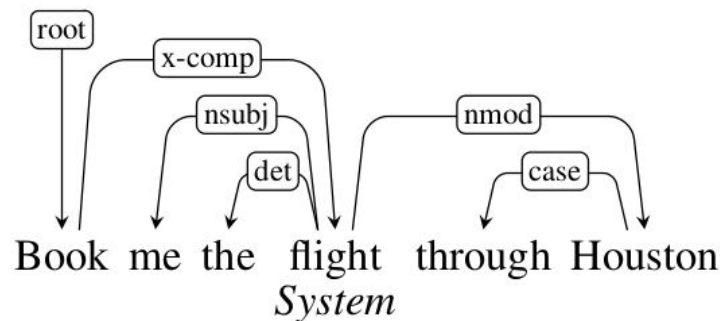 root
x-comp
nsubj
nmod
det
case
Book me the flight through Houston
System